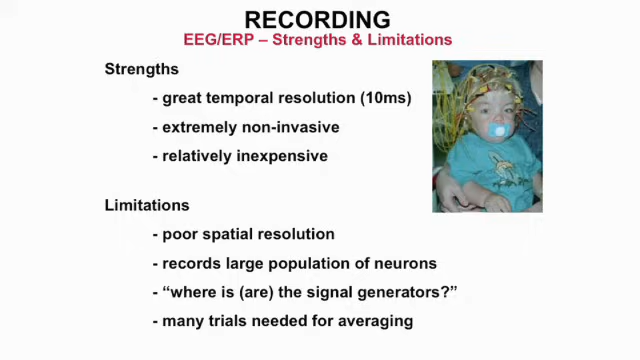 RECORDING
EEG/ERP – Strengths & Limitations
Strengths
- great temporal resolution (10ms)
- extremely non-invasive
- relatively inexpensive
Limitations
- poor spatial resolution
- records large population of neurons
- “where is (are) the signal generators?”
- many trials needed for averaging